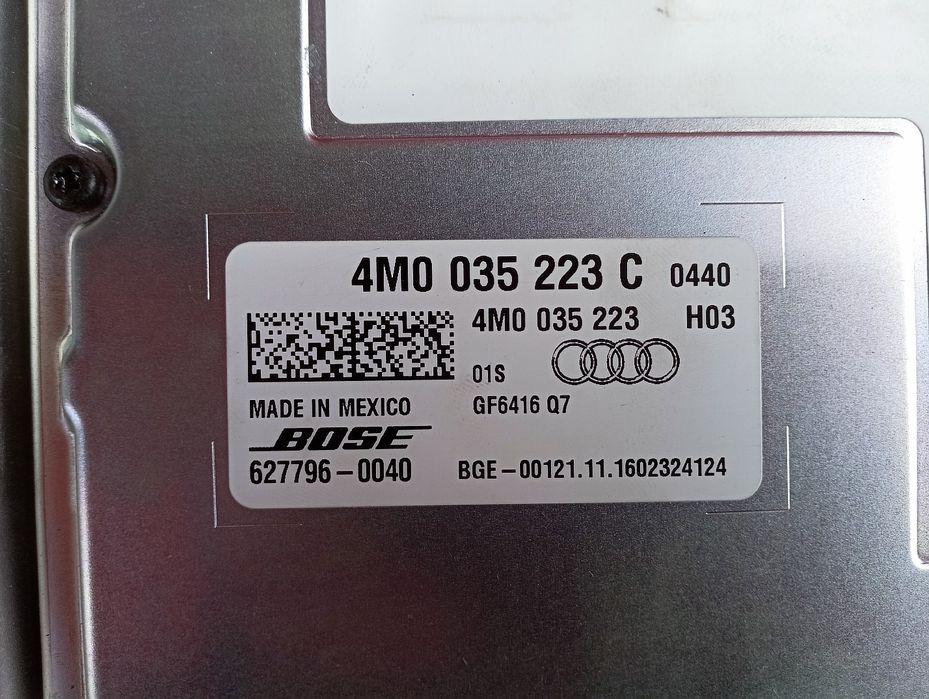 4M0 035 223 C 0440
4M0 035 223 H03
01S
MADE IN MEXICO GF6416 Q7
BOSE
627796-0040 BGE-00121.11.1602324124